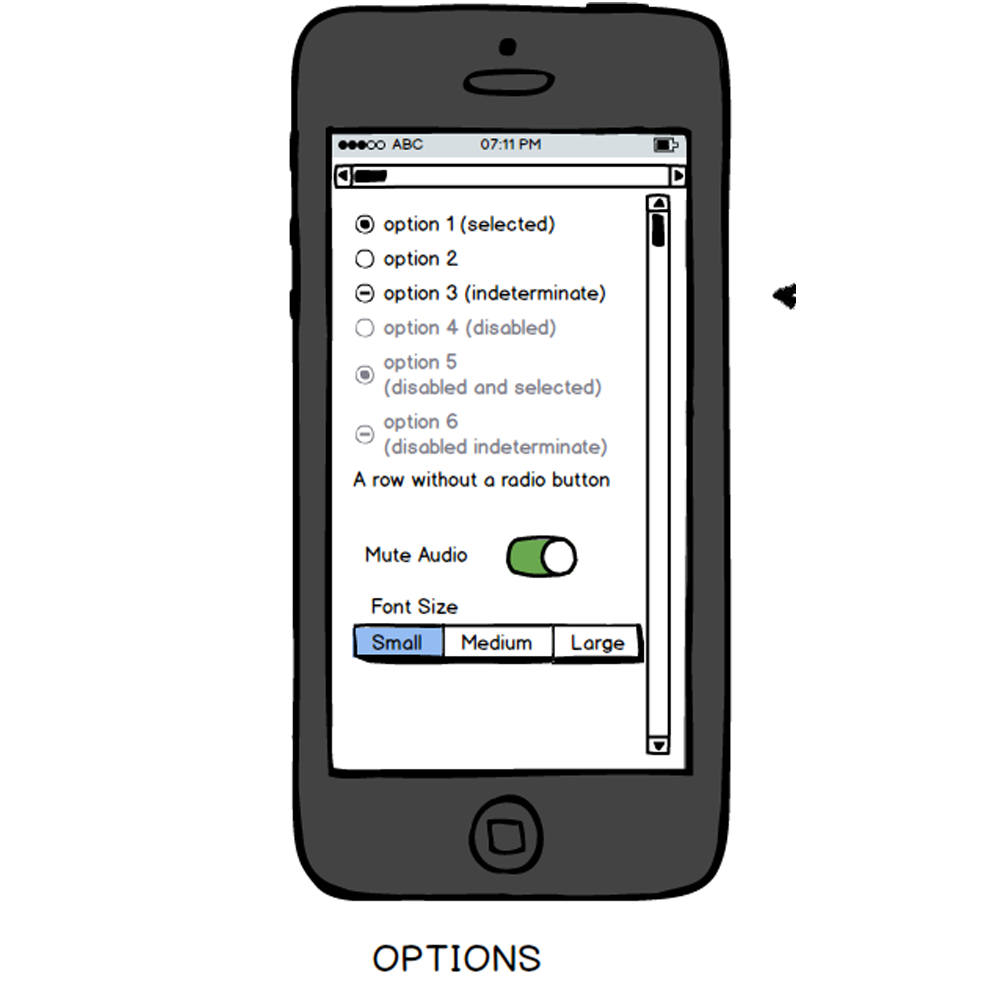 ABC 07:11 PM
option 1 (selected)
option 2
option 3 (indeterminate)
option 4 (disabled)
option 5
(disabled and selected)
option 6
(disabled indeterminate)
A row without a radio button
Mute Audio
Font Size
Small Medium Large
OPTIONS